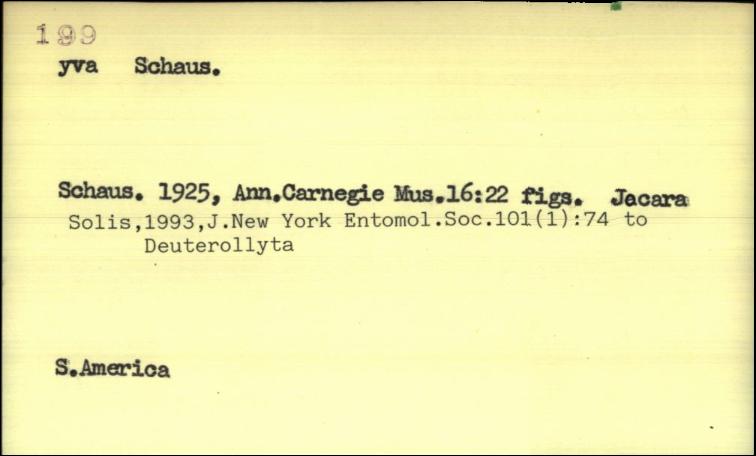 199
yva Schaus.
Schaus. 1925, Ann.Carnegie Mus.16:22 figs. Jacara
Solis,1993,J.New York Entomol.Soc.101(1):74 to
Deuterollyta
S.America